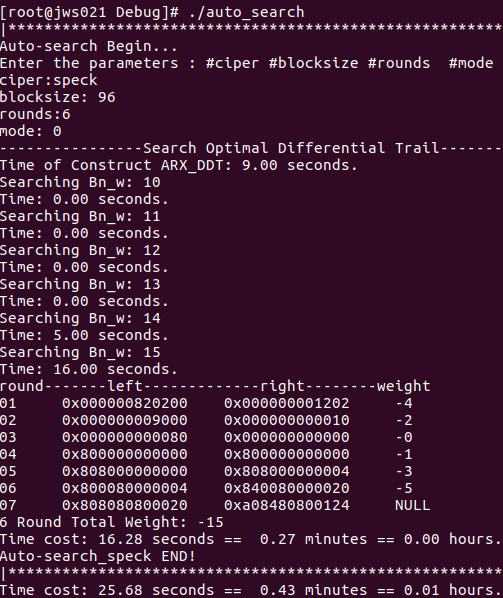 [root@jws021 Debug]# ./auto_search
|************************************************************
Auto-search Begin...
Enter the parameters : #ciper #blocksize #rounds  #mode
ciper:speck
blocksize: 96
rounds:6
mode: 0
----------------Search Optimal Differential Trail-------
Time of Construct ARX_DDT: 9.00 seconds.
Searching Bn_w: 10
Time: 0.00 seconds.
Searching Bn_w: 11
Time: 0.00 seconds.
Searching Bn_w: 12
Time: 0.00 seconds.
Searching Bn_w: 13
Time: 0.00 seconds.
Searching Bn_w: 14
Time: 5.00 seconds.
Searching Bn_w: 15
Time: 16.00 seconds.
round-------left-------------right--------weight
01     0x000000820200    0x000000001202     -4
02     0x000000009000    0x000000000010     -2
03     0x000000000080    0x000000000000     -0
04     0x800000000000    0x800000000000     -1
05     0x808000000000    0x808000000004     -3
06     0x800080000004    0x840080000020     -5
07     0x808080800020    0xa08480800124     NULL
6 Round Total Weight: -15
Time cost: 16.28 seconds ==  0.27 minutes == 0.00 hours.
Auto-search_speck END!
|************************************************************
Time cost: 25.68 seconds ==  0.43 minutes == 0.01 hours.